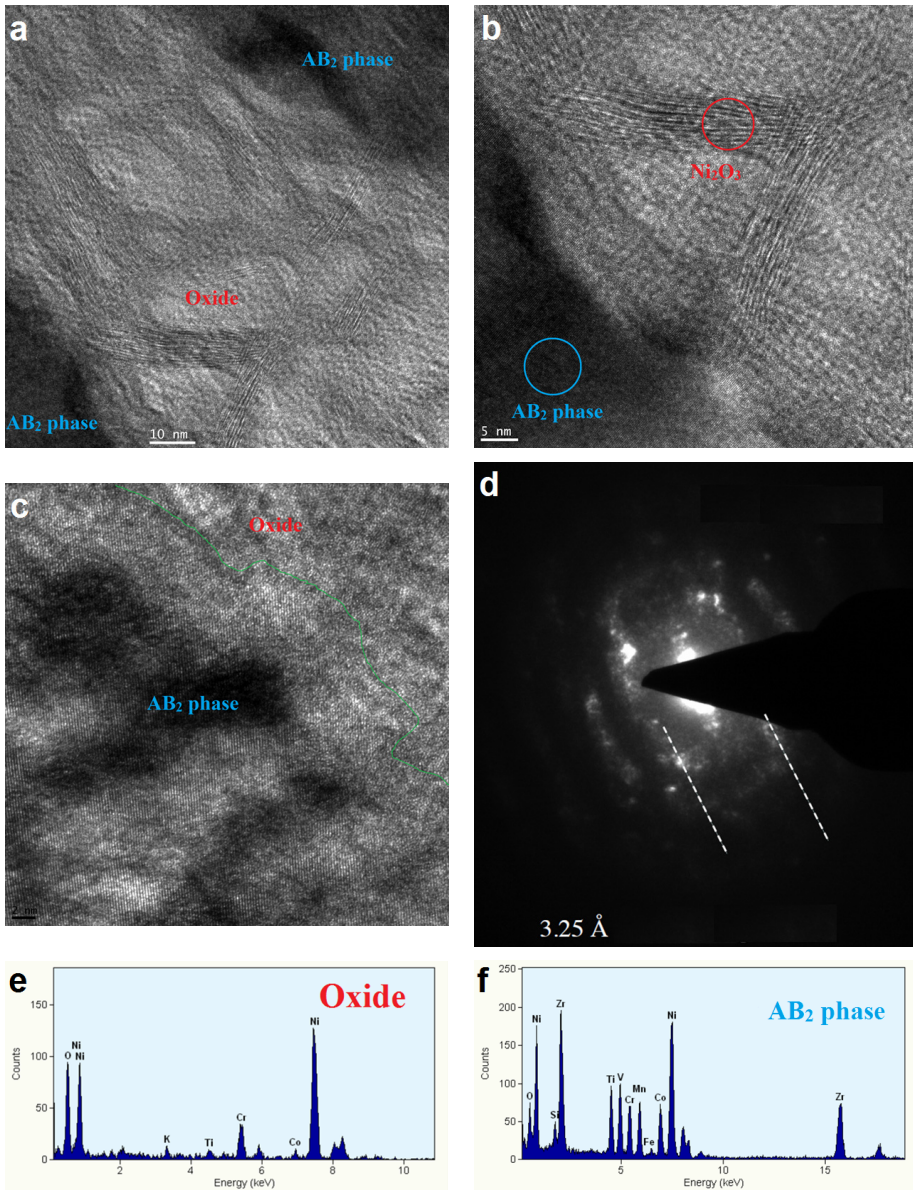 a
AB₂ phase
Oxide
AB₂ phase
10 nm
b
Ni₂O₃
AB₂ phase
5 nm
c
Oxide
AB₂ phase
2 nm
d
3.25 Å
e
Oxide
Counts
150
100
50
0
O
Ni
Ni
K
Ti
Cr
Co
Ni
2
4
6
8
10
Energy (keV)
f
AB₂ phase
Counts
250
200
150
100
50
0
O
Ni
Si
Zr
Ti
V
Cr
Mn
Fe
Co
Ni
Zr
5
10
15
Energy (keV)